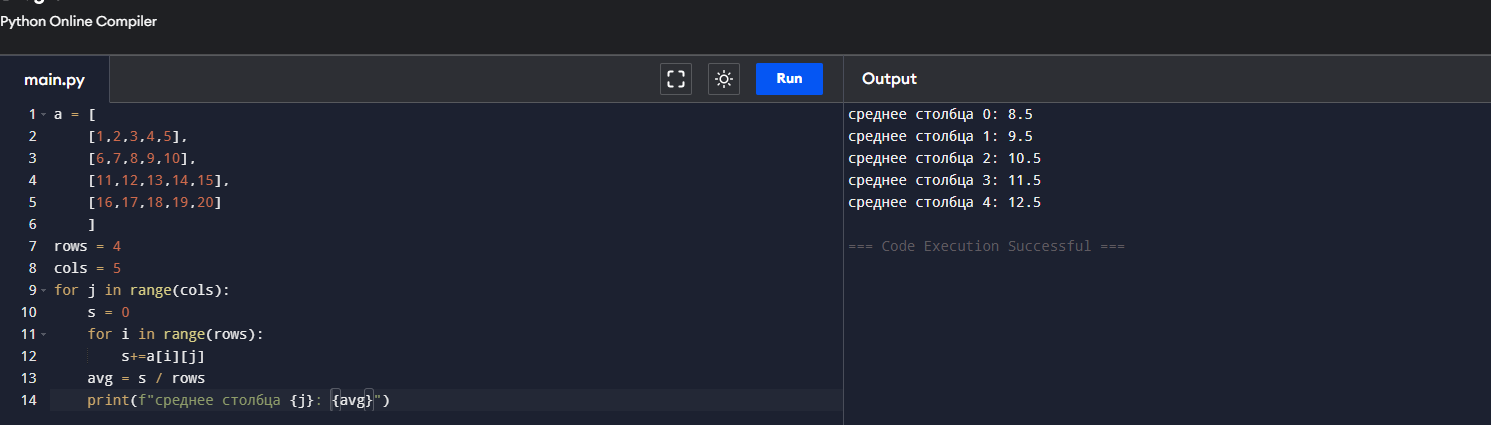 Python Online Compiler
main.py
Run
Output
1 a = [
2 [1,2,3,4,5],
3 [6,7,8,9,10],
4 [11,12,13,14,15],
5 [16,17,18,19,20]
6 ]
7 rows = 4
8 cols = 5
9 for j in range(cols):
10 s = 0
11 for i in range(rows):
12 s+=a[i][j]
13 avg = s / rows
14 print(f"среднее столбца {j}: {avg}")
среднее столбца 0: 8.5
среднее столбца 1: 9.5
среднее столбца 2: 10.5
среднее столбца 3: 11.5
среднее столбца 4: 12.5
=== Code Execution Successful ===